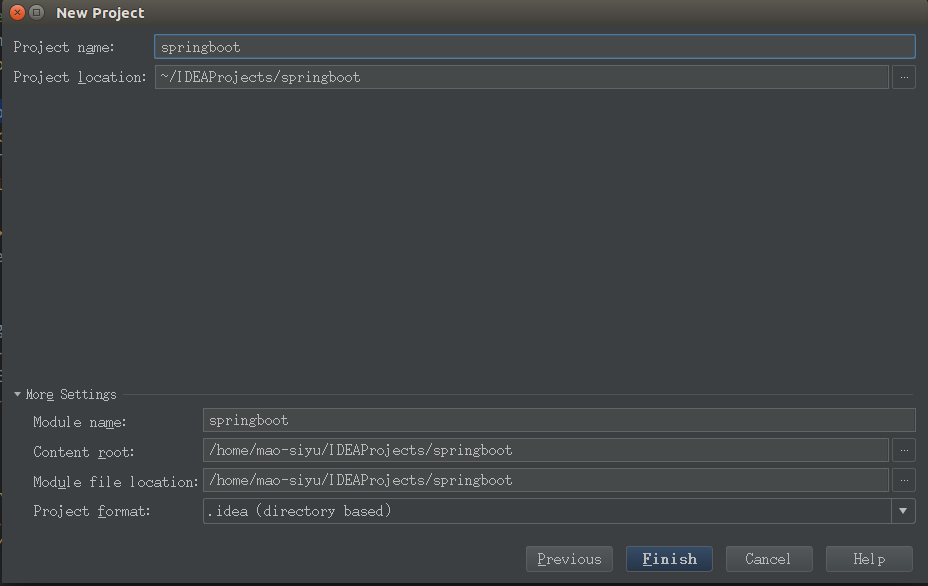 New Project
Project name: springboot
Project location: ~/IDEAProjects/springboot ...
More Settings
Module name: springboot
Content root: /home/mao-siyu/IDEAProjects/springboot ...
Module file location: /home/mao-siyu/IDEAProjects/springboot ...
Project format: .idea (directory based)
Previous Finish Cancel Help